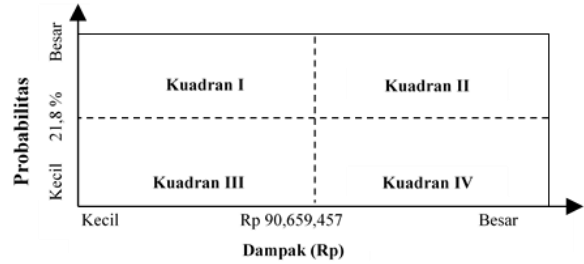 Probabilitas
Besar
21,8 %
Kecil
Kuadran I
Kuadran II
Kuadran III
Kuadran IV
Kecil
Rp 90,659,457
Besar
Dampak (Rp)